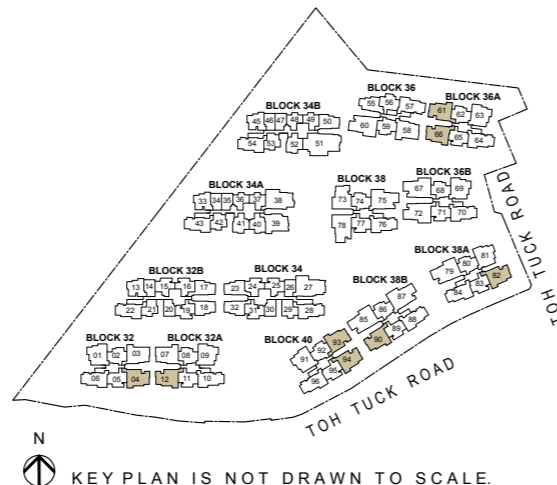 BLOCK 36
BLOCK 36A
55 56 57
61 62 63
60 59 58
66 65 64
BLOCK 34B
45 46 47 48 49 50
54 53 52 51
BLOCK 38
BLOCK 36B
67 68 69
72 71 70
BLOCK 34A
33 34 35 36 37 38
43 42 41 40 39
73 74 75
78 77 76
TOH TUCK ROAD
BLOCK 38A
79 80 81
84 83 82
BLOCK 32B
BLOCK 34
BLOCK 38B
13 14 15 16 17
22 21 20 19 18
23 24 25 26 27
32 31 30 29 28
85 86 87
90 89 88
BLOCK 32
BLOCK 32A
BLOCK 40
01 02 03
06 05 04
07 08 09
12 11 10
91 92 93
96 95 94
TOH TUCK ROAD
N
KEY PLAN IS NOT DRAWN TO SCALE.